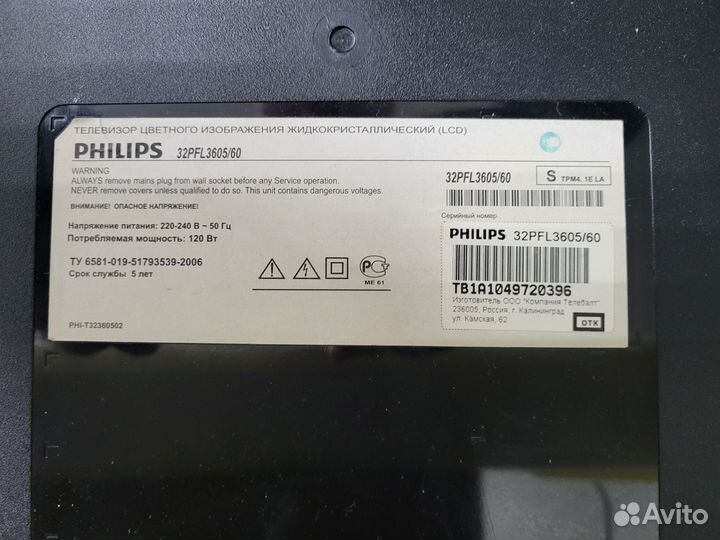 ТЕЛЕВИЗОР ЦВЕТНОГО ИЗОБРАЖЕНИЯ ЖИДКОКРИСТАЛЛИЧЕСКИЙ (LCD)
PHILIPS 32PFL3605/60
WARNING
ALWAYS remove mains plug from wall socket before any Service operation.
NEVER remove covers unless qualified to do so. This unit contains dangerous voltages.
ВНИМАНИЕ! ОПАСНОЕ НАПРЯЖЕНИЕ!
Напряжение питания: 220-240 В ~ 50 Гц
Потребляемая мощность: 120 Вт
ТУ 6581-019-51793539-2006
Срок службы 5 лет
ME 61
PHI-T32360502
32PFL3605/60 S TPM4. 1E LA
Серийный номер
PHILIPS 32PFL3605/60
TB1A1049720396
Изготовитель ООО "Компания Телебалт"
236005, Россия, г. Калининград
ул. Камская, 62
ОТК
Avito